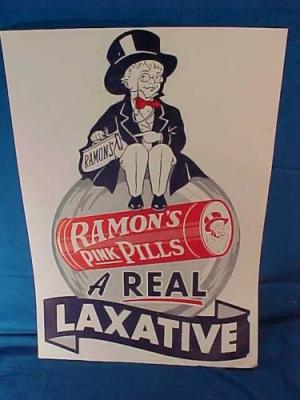 RAMON'S
RAMON'S
PINK PILLS
A REAL
LAXATIVE